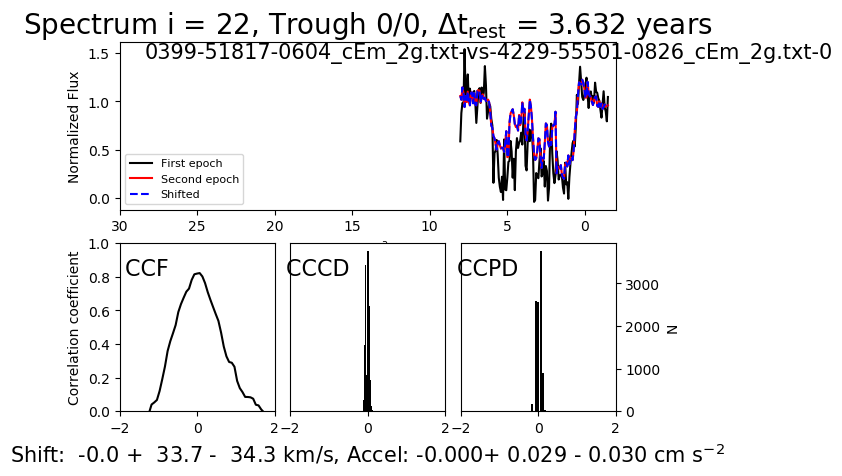 Spectrum i = 22, Trough 0/0, Δt_rest = 3.632 years
0399-51817-0604_cEm_2g.txt-vs-4229-55501-0826_cEm_2g.txt-0
Normalized Flux
1.5
1.0
0.5
0.0
First epoch
Second epoch
Shifted
30 25 20 15 10 5 0
Correlation coefficient
1.0
0.8
0.6
0.4
0.2
0.0
CCF
CCCD
CCPD
3000
2000
1000
0
N
−2 0 2
−2 0 2
−2 0 2
Shift: -0.0 + 33.7 - 34.3 km/s, Accel: -0.000+ 0.029 - 0.030 cm s⁻²